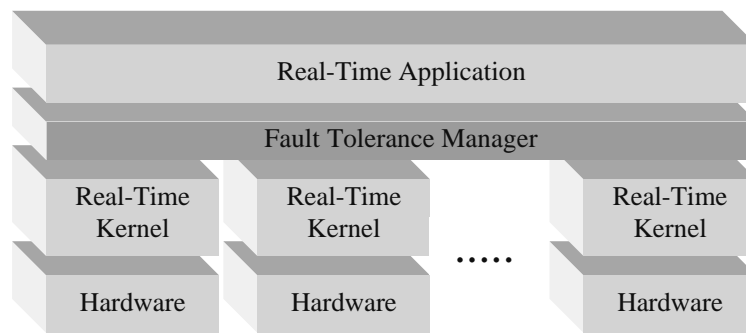 Real-Time Application
Fault Tolerance Manager
Real-Time Real-Time Real-Time
Kernel Kernel Kernel
.....
Hardware Hardware Hardware